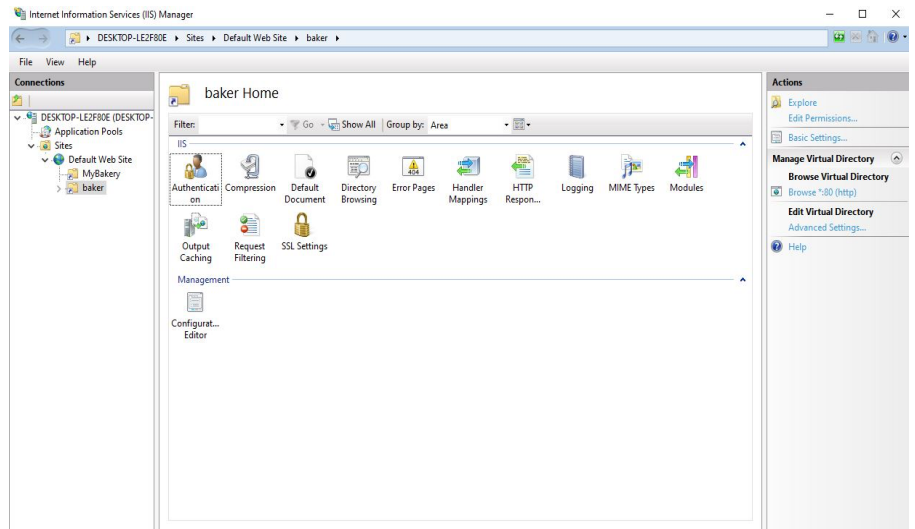 Internet Information Services (IIS) Manager
DESKTOP-LE2F80E ▸ Sites ▸ Default Web Site ▸ baker ▸
File View Help
Connections
DESKTOP-LE2F80E (DESKTOP-
Application Pools
Sites
Default Web Site
MyBakery
baker
baker Home
Filter: Go Show All Group by: Area
IIS
Authenticati
on
Compression
Default
Document
Directory
Browsing
Error Pages
Handler
Mappings
HTTP
Respon...
Logging
MIME Types
Modules
Output
Caching
Request
Filtering
SSL Settings
Management
Configurat...
Editor
Actions
Explore
Edit Permissions...
Basic Settings...
Manage Virtual Directory
Browse Virtual Directory
Browse *:80 (http)
Edit Virtual Directory
Advanced Settings...
Help